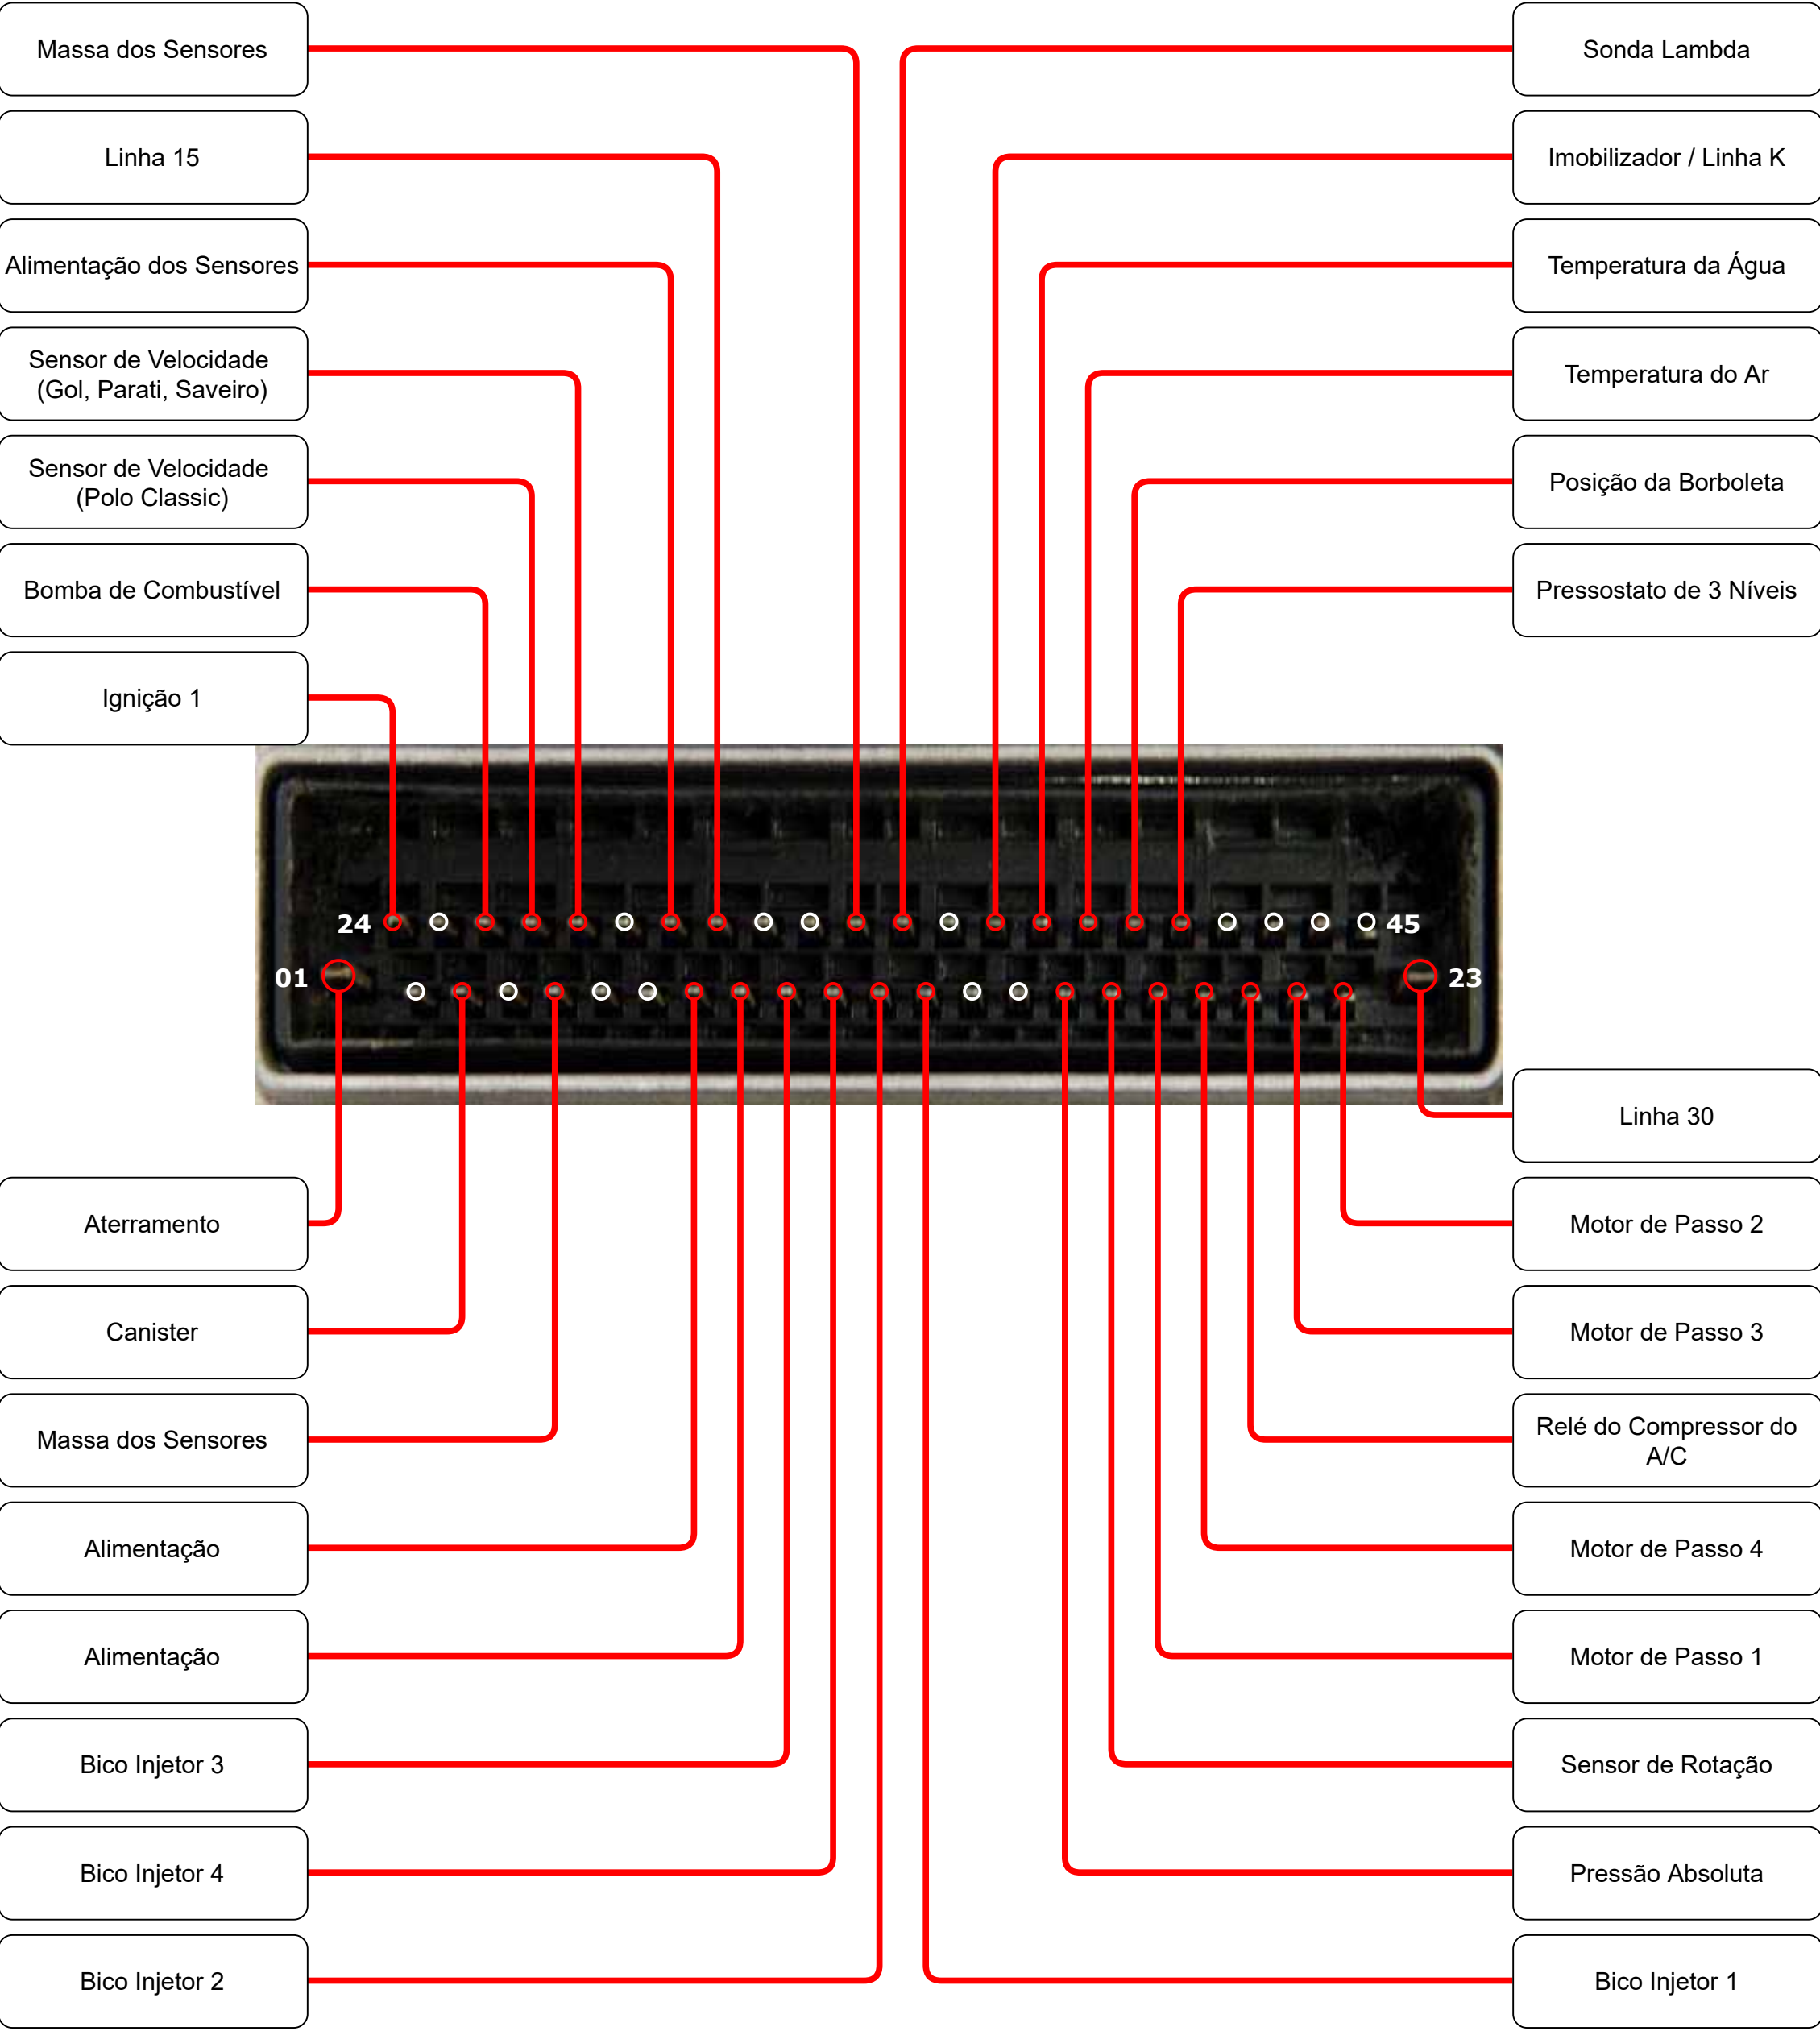 Massa dos Sensores
Sonda Lambda
Linha 15
Imobilizador / Linha K
Alimentação dos Sensores
Temperatura da Água
Sensor de Velocidade
(Gol, Parati, Saveiro)
Temperatura do Ar
Sensor de Velocidade
(Polo Classic)
Posição da Borboleta
Bomba de Combustível
Pressostato de 3 Níveis
Ignição 1
24
45
01
23
Linha 30
Aterramento
Motor de Passo 2
Canister
Motor de Passo 3
Massa dos Sensores
Relé do Compressor do
A/C
Alimentação
Motor de Passo 4
Alimentação
Motor de Passo 1
Bico Injetor 3
Sensor de Rotação
Bico Injetor 4
Pressão Absoluta
Bico Injetor 2
Bico Injetor 1